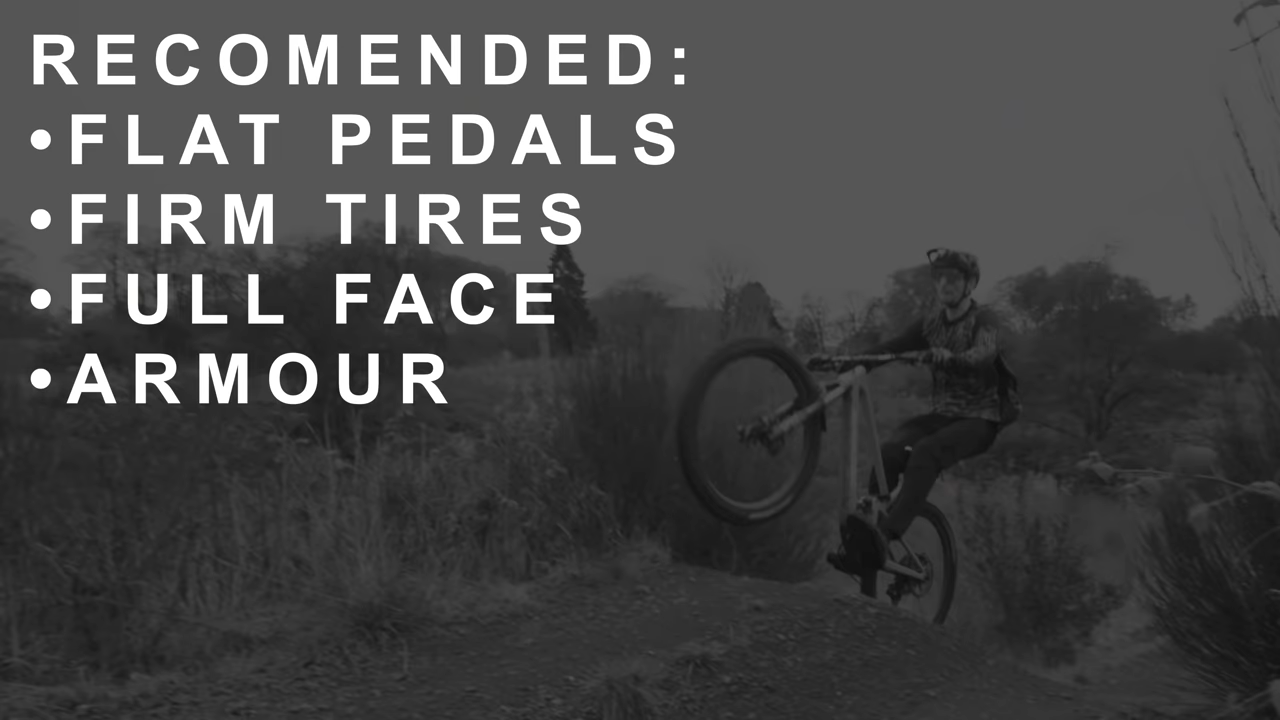 RECOMENDED:
•FLAT PEDALS
•FIRM TIRES
•FULL FACE
•ARMOUR